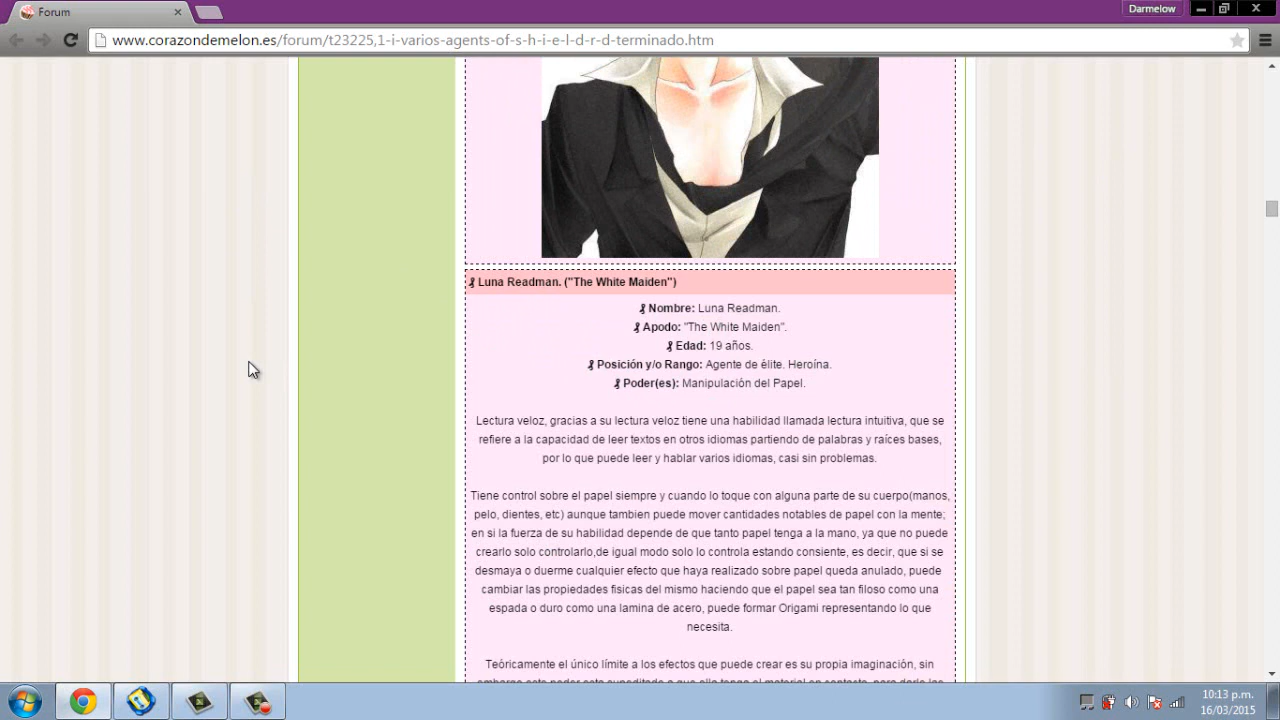 Forum
Darmelow
www.corazondemelon.es/forum/t23225,1-i-varios-agents-of-s-h-i-e-l-d-r-d-terminado.htm
Luna Readman. ("The White Maiden")
Nombre: Luna Readman.
Apodo: "The White Maiden".
Edad: 19 años.
Posición y/o Rango: Agente de élite. Heroína.
Poder(es): Manipulación del Papel.
Lectura veloz, gracias a su lectura veloz tiene una habilidad llamada lectura intuitiva, que se
refiere a la capacidad de leer textos en otros idiomas partiendo de palabras y raíces bases,
por lo que puede leer y hablar varios idiomas, casi sin problemas.
Tiene control sobre el papel siempre y cuando lo toque con alguna parte de su cuerpo(manos,
pelo, dientes, etc) aunque tambien puede mover cantidades notables de papel con la mente;
en si la fuerza de su habilidad depende de que tanto papel tenga a la mano, ya que no puede
crearlo solo controlarlo,de igual modo solo lo controla estando consiente, es decir, que si se
desmaya o duerme cualquier efecto que haya realizado sobre papel queda anulado, puede
cambiar las propiedades fisicas del mismo haciendo que el papel sea tan filoso como una
espada o duro como una lamina de acero, puede formar Origami representando lo que
necesita.
Teóricamente el único límite a los efectos que puede crear es su propia imaginación, sin
10:13 p.m.
16/03/2015